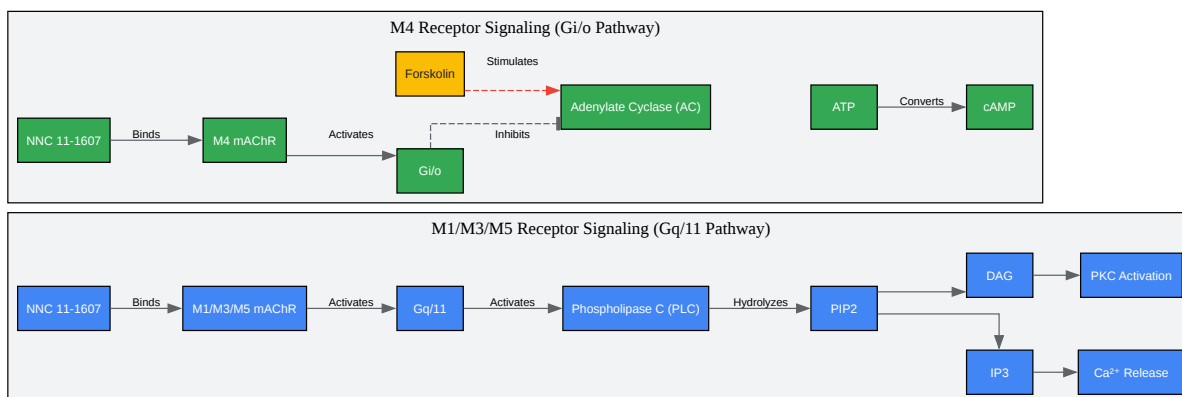 M4 Receptor Signaling (Gi/o Pathway)
Forskolin
Stimulates
Adenylate Cyclase (AC)
ATP
Converts
cAMP
NNC 11-1607
Binds
M4 mAChR
Activates
Inhibits
Gi/o
M1/M3/M5 Receptor Signaling (Gq/11 Pathway)
NNC 11-1607
Binds
M1/M3/M5 mAChR
Activates
Gq/11
Activates
Phospholipase C (PLC)
Hydrolyzes
PIP2
DAG
PKC Activation
IP3
Ca²⁺ Release